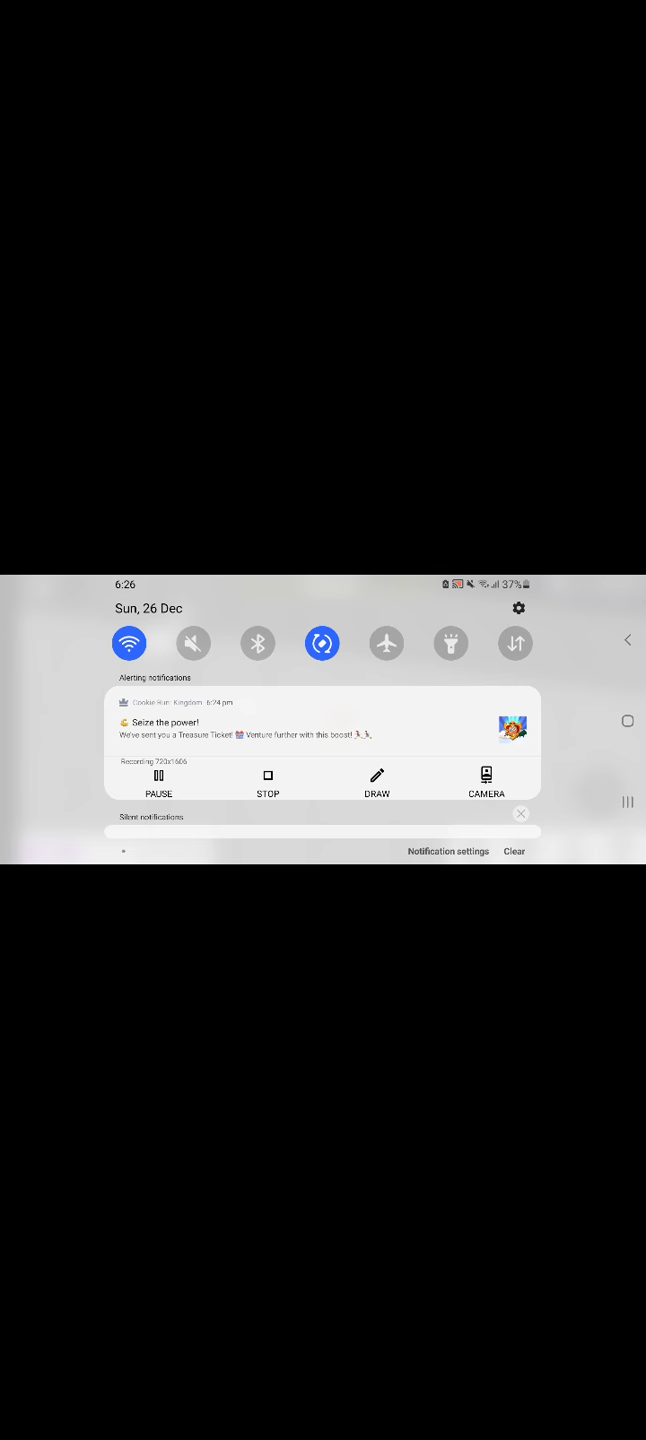 6:26
37%
Sun, 26 Dec
Alerting notifications
Cookie Run: Kingdom 6:24 pm
Seize the power!
We've sent you a Treasure Ticket! Venture further with this boost!
Recording 720x1606
PAUSE STOP DRAW CAMERA
Silent notifications
Notification settings Clear